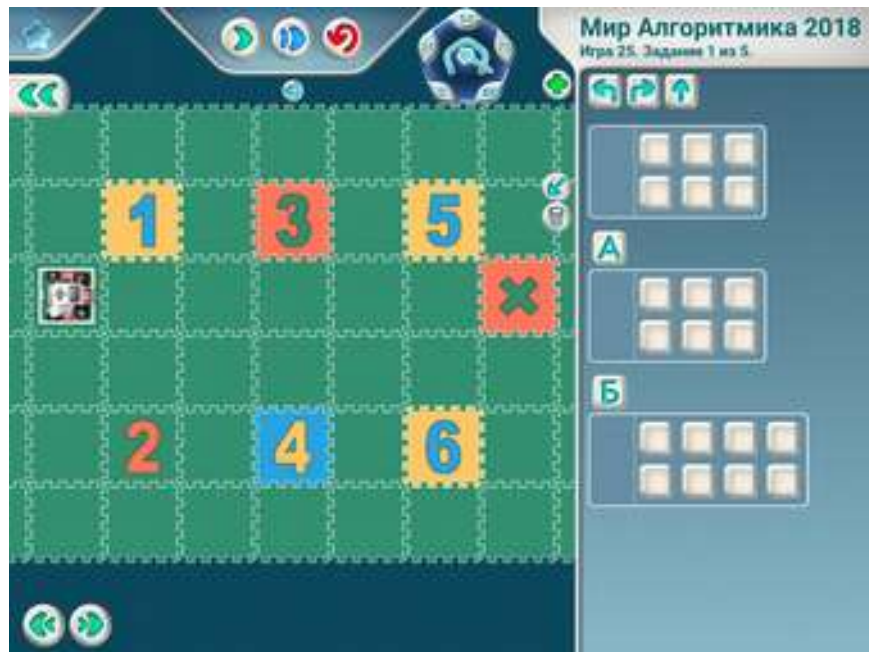 Мир Алгоритмика 2018
Игра 25. Задание 1 из 5.
1 3 5
А
2 4 6
Б